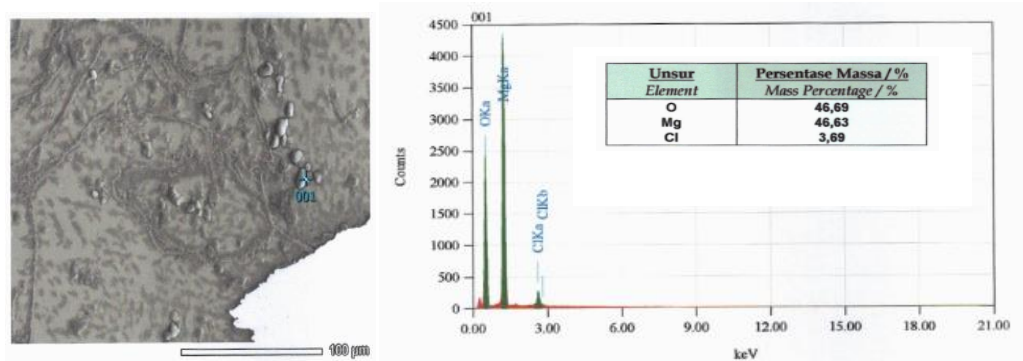 001
100 µm
001
Counts
4500
4000
3500
3000
2500
2000
1500
1000
500
0
OKa
MgKa
ClKa
ClKb
Unsur Persentase Massa / %
Element Mass Percentage / %
O 46,69
Mg 46,63
Cl 3,69
0.00 3.00 6.00 9.00 12.00 15.00 18.00 21.00
keV